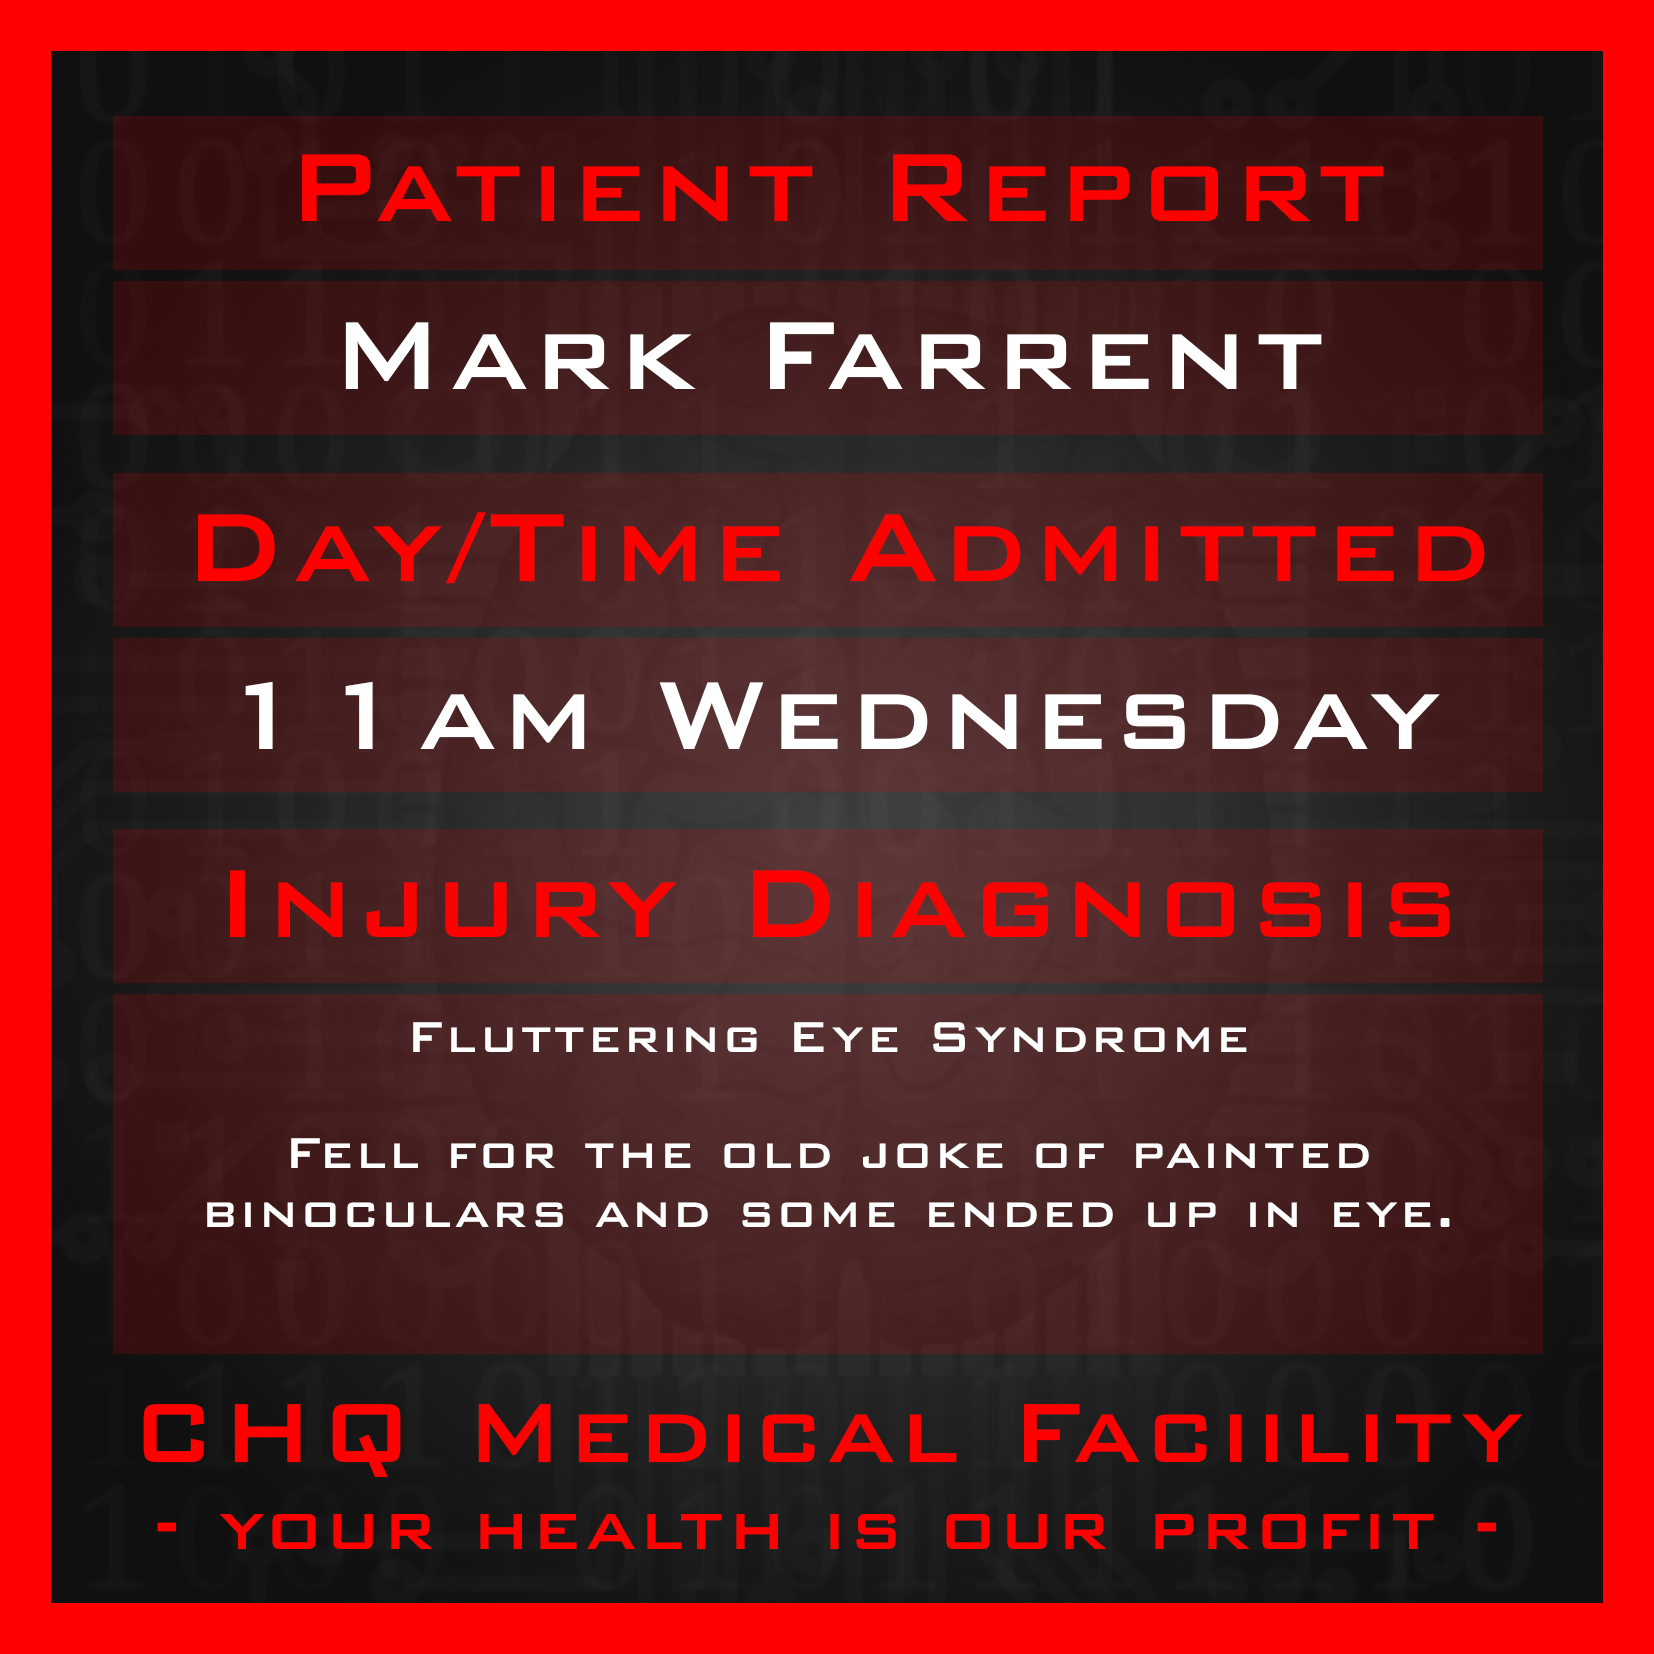 Patient Report
Mark Farrent
Day/Time Admitted
11am Wednesday
Injury Diagnosis
Fluttering Eye Syndrome
Fell for the old joke of painted
binoculars and some ended up in eye.
CHQ Medical Faciility
- your health is our profit -